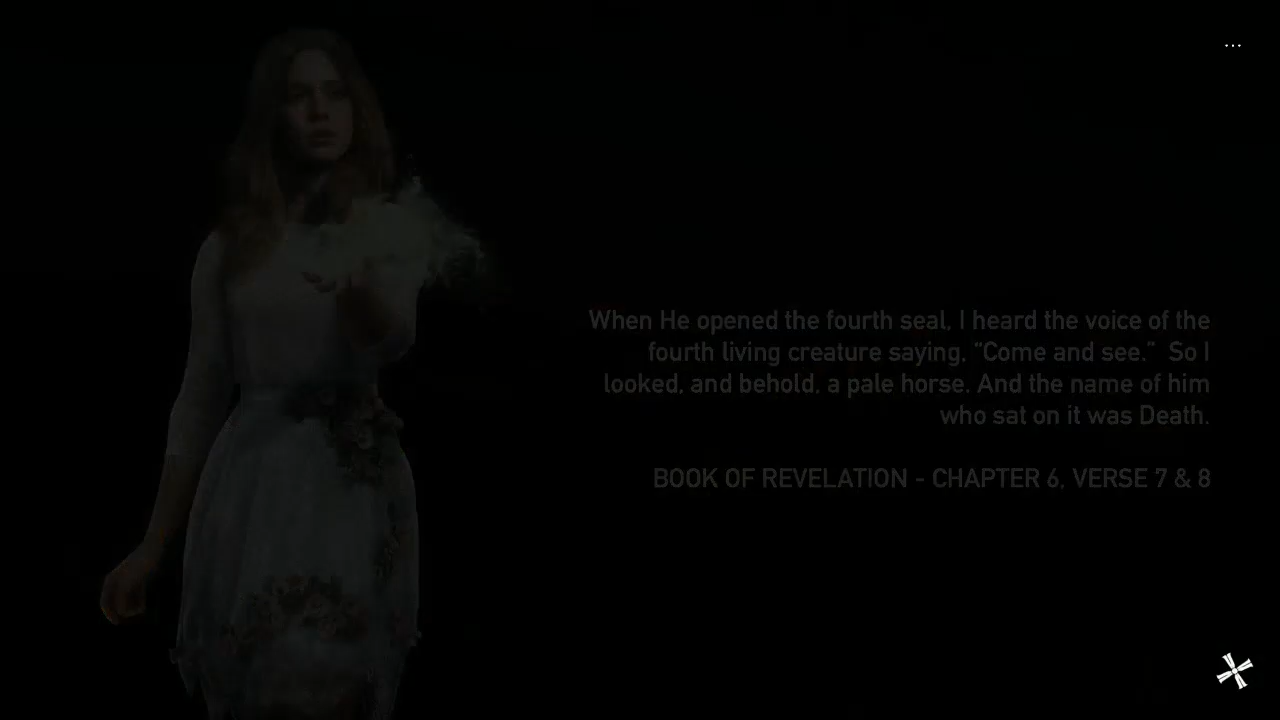 When He opened the fourth seal, I heard the voice of the
fourth living creature saying, "Come and see."  So I
looked, and behold, a pale horse. And the name of him
who sat on it was Death.
BOOK OF REVELATION - CHAPTER 6, VERSE 7 & 8